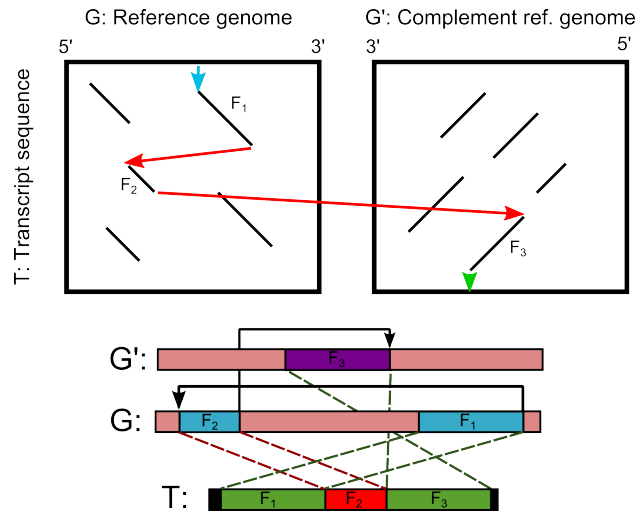 G: Reference genome
G': Complement ref. genome
5'
3'
3'
5'
T: Transcript sequence
F1
F2
F3
G':
F3
G:
F2
F1
T:
F1
F2
F3